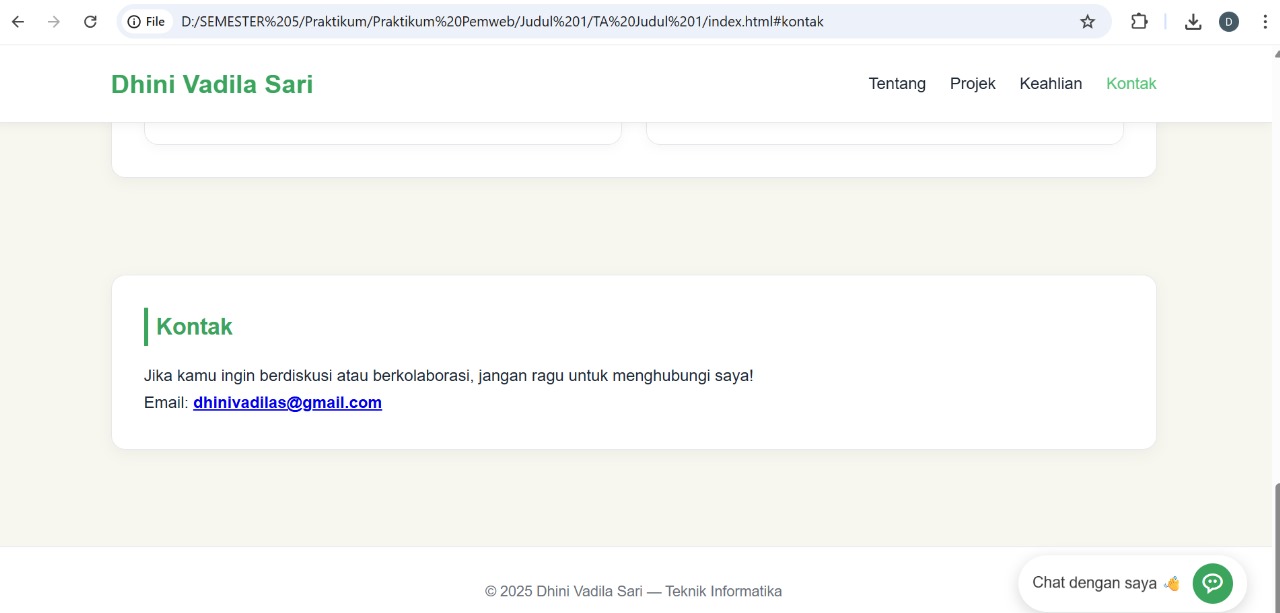 File D:/SEMESTER%205/Praktikum/Praktikum%20Pemweb/Judul%201/TA%20Judul%201/index.html#kontak D
Dhini Vadila Sari Tentang Projek Keahlian Kontak
Kontak
Jika kamu ingin berdiskusi atau berkolaborasi, jangan ragu untuk menghubungi saya!
Email: dhinivadilas@gmail.com
Chat dengan saya 👋
© 2025 Dhini Vadila Sari — Teknik Informatika